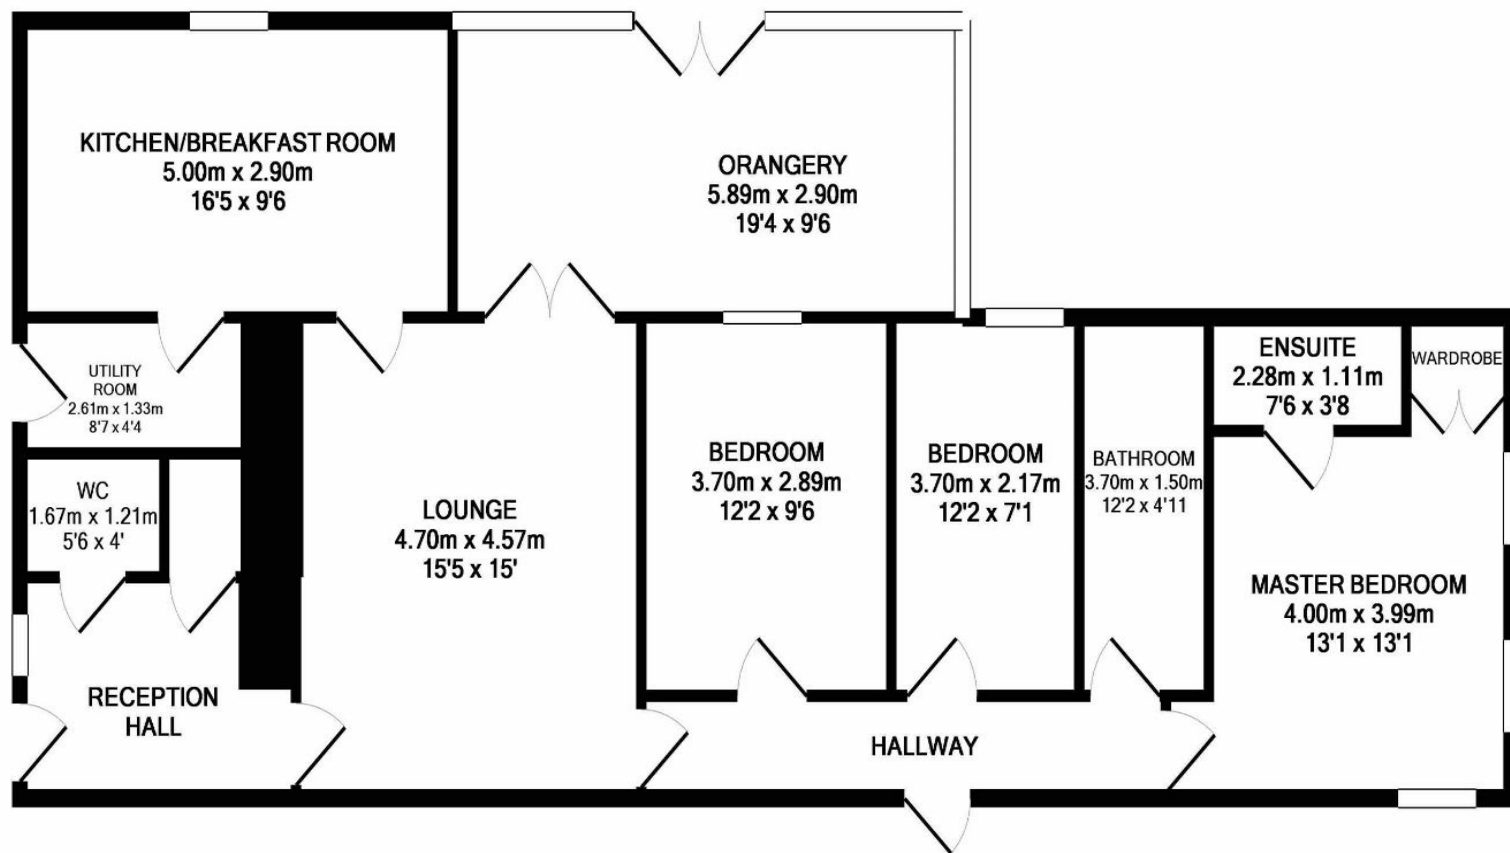 KITCHEN/BREAKFAST ROOM
5.00m x 2.90m
16'5 x 9'6
ORANGERY
5.89m x 2.90m
19'4 x 9'6
UTILITY
ROOM
2.61m x 1.33m
8'7 x 4'4
WC
1.67m x 1.21m
5'6 x 4'
RECEPTION
HALL
LOUNGE
4.70m x 4.57m
15'5 x 15'
BEDROOM
3.70m x 2.89m
12'2 x 9'6
BEDROOM
3.70m x 2.17m
12'2 x 7'1
BATHROOM
3.70m x 1.50m
12'2 x 4'11
ENSUITE
2.28m x 1.11m
7'6 x 3'8
WARDROBE
MASTER BEDROOM
4.00m x 3.99m
13'1 x 13'1
HALLWAY